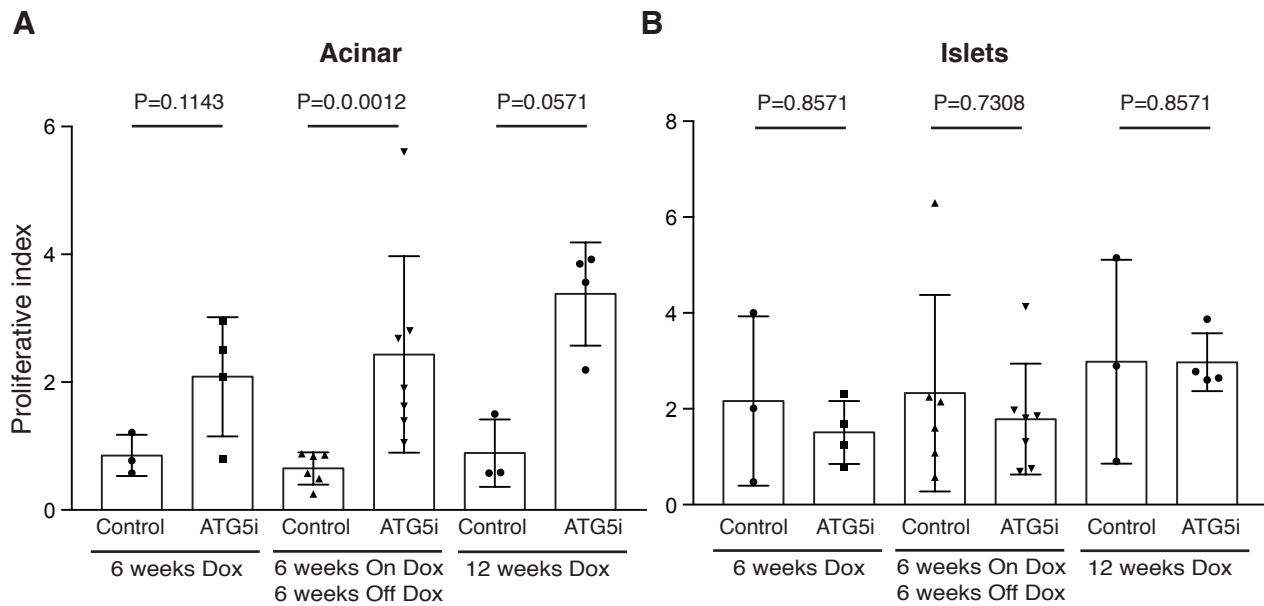 A
Acinar
P=0.1143 P=0.0.0012 P=0.0571
6
4
2
0
Proliferative index
Control ATG5i Control ATG5i Control ATG5i
6 weeks Dox 6 weeks On Dox 12 weeks Dox
6 weeks Off Dox
B
Islets
P=0.8571 P=0.7308 P=0.8571
8
6
4
2
0
Control ATG5i Control ATG5i Control ATG5i
6 weeks Dox 6 weeks On Dox 12 weeks Dox
6 weeks Off Dox